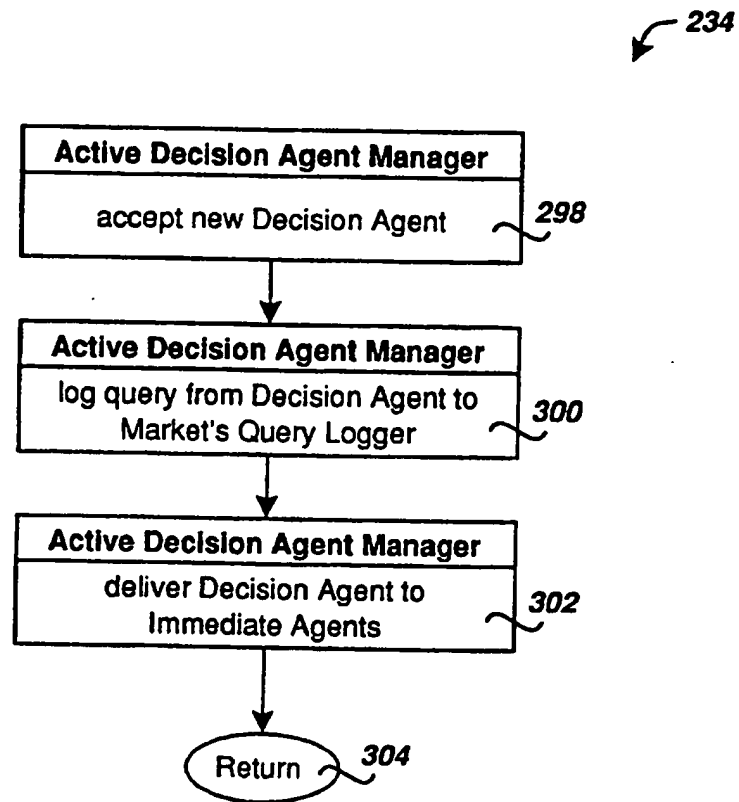 234
Active Decision Agent Manager
accept new Decision Agent
298
Active Decision Agent Manager
log query from Decision Agent to
Market's Query Logger
300
Active Decision Agent Manager
deliver Decision Agent to
Immediate Agents
302
Return
304